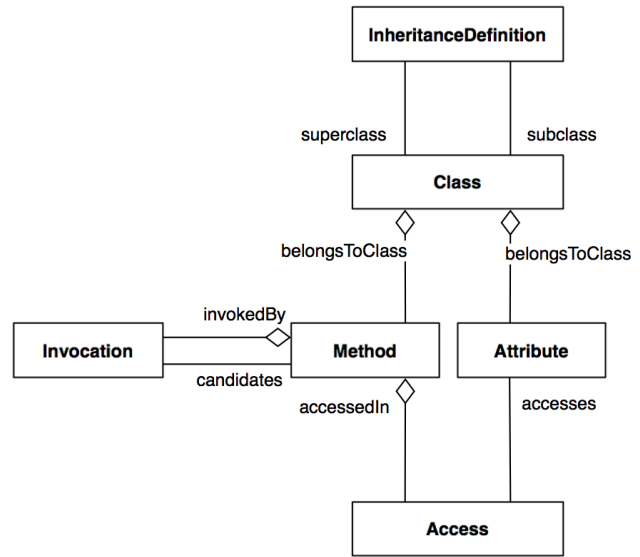 InheritanceDefinition
superclass
subclass
Class
belongsToClass
belongsToClass
invokedBy
Invocation
Method
Attribute
candidates
accessedIn
accesses
Access